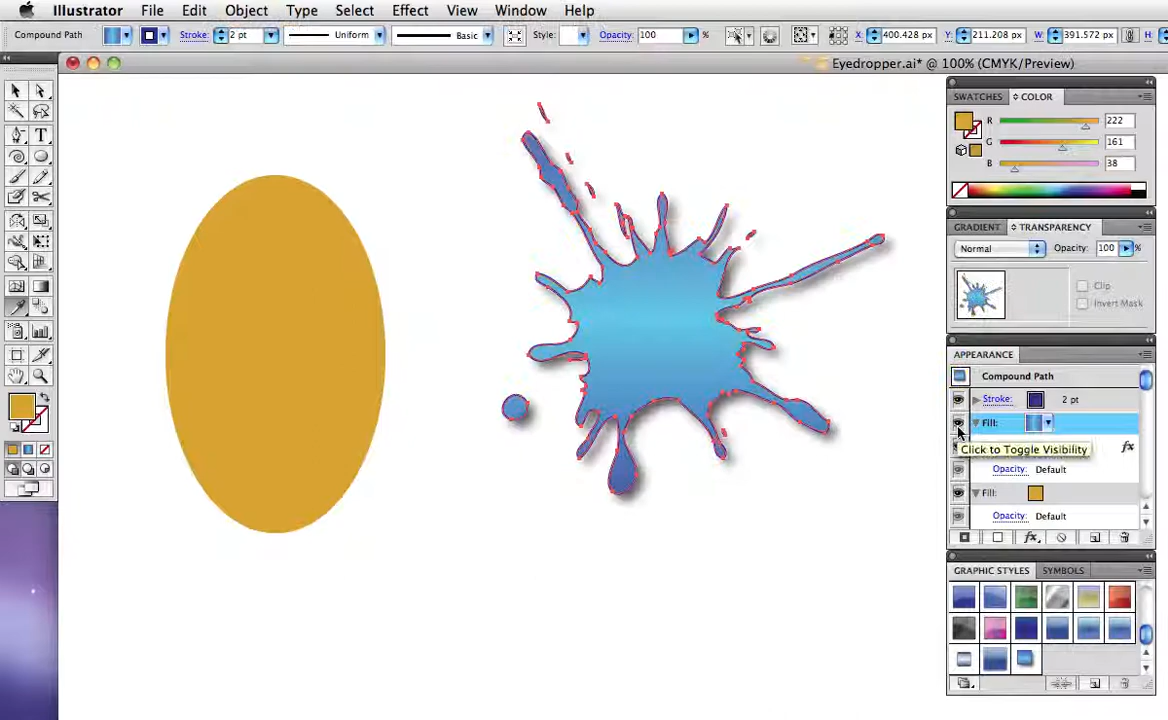 Illustrator File Edit Object Type Select Effect View Window Help
Compound Path Stroke: 2 pt Uniform Basic Style: Opacity: 100 % X: 400.428 px Y: 211.208 px W: 391.572 px H:
Eyedropper.ai* @ 100% (CMYK/Preview)
SWATCHES COLOR
R 222
G 161
B 38
GRADIENT TRANSPARENCY
Normal Opacity: 100 %
Clip
Invert Mask
APPEARANCE
Compound Path
Stroke: 2 pt
Fill:
Click to Toggle Visibility fx
Opacity: Default
Fill:
Opacity: Default
fx
GRAPHIC STYLES SYMBOLS
T